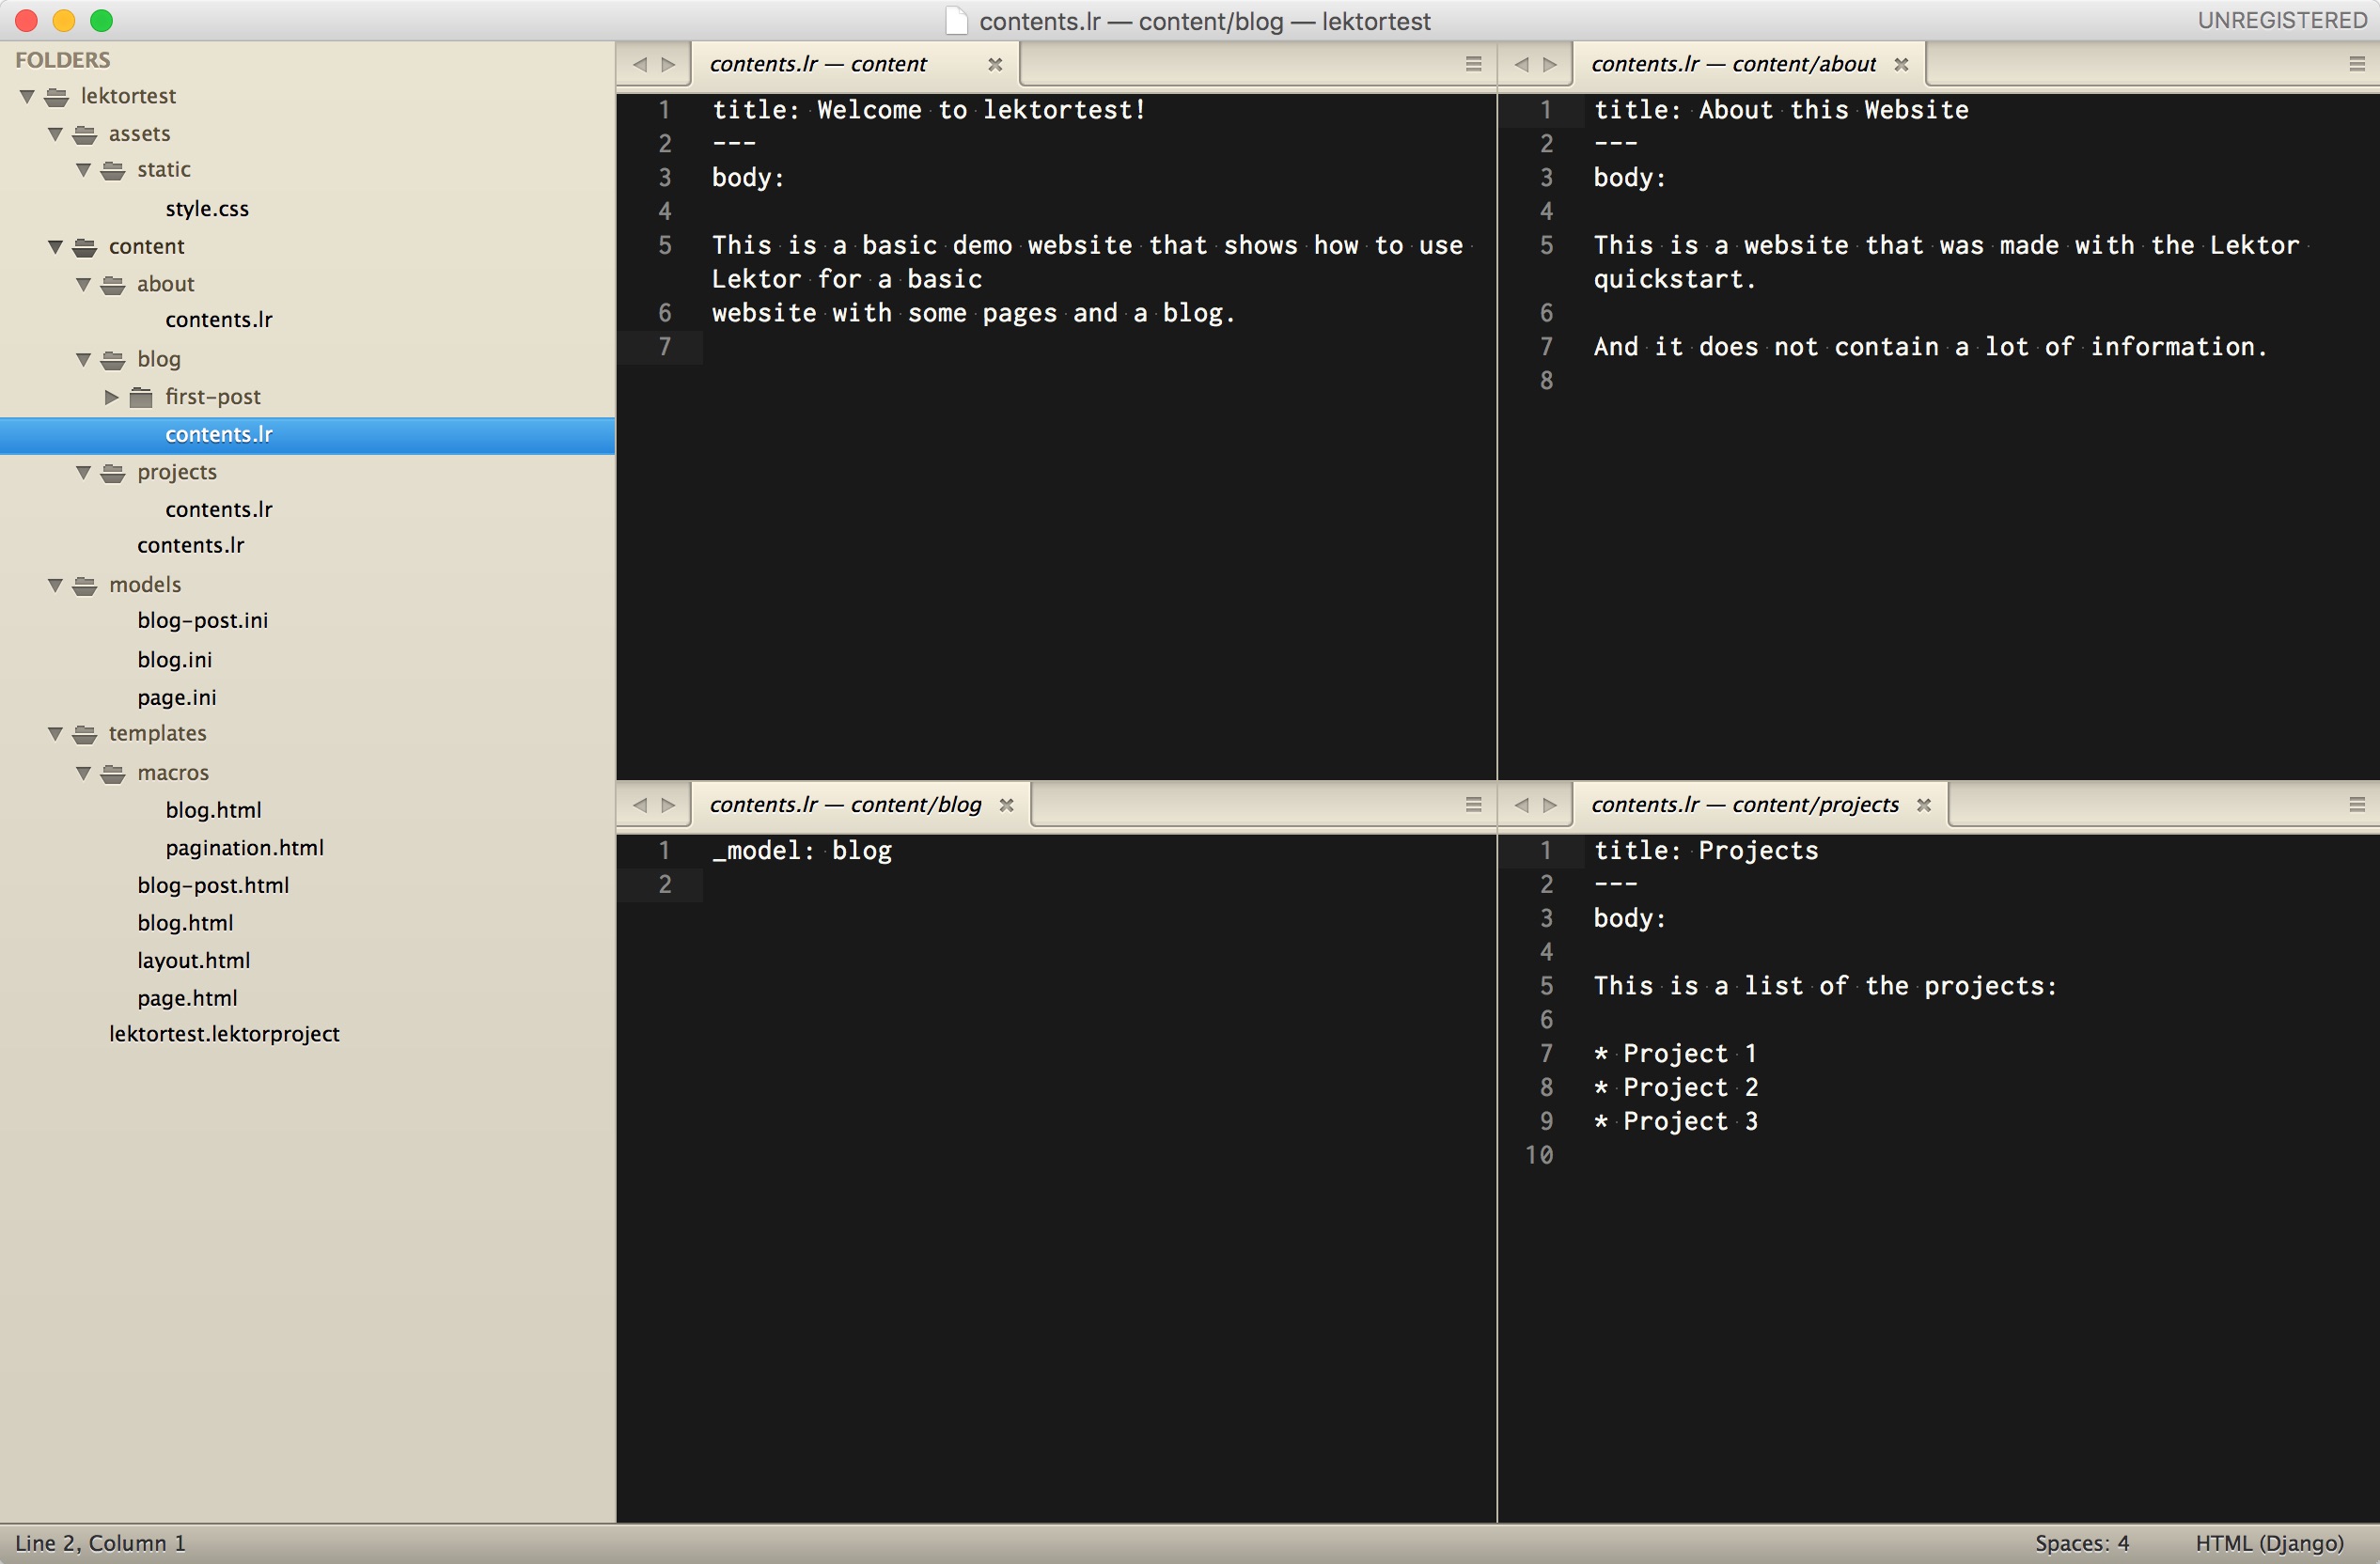 contents.lr — content/blog — lektortest
UNREGISTERED
FOLDERS
lektortest
assets
static
style.css
content
about
contents.lr
blog
first-post
contents.lr
projects
contents.lr
contents.lr
models
blog-post.ini
blog.ini
page.ini
templates
macros
blog.html
pagination.html
blog-post.html
blog.html
layout.html
page.html
lektortest.lektorproject
contents.lr — content
1 title: Welcome to lektortest!
2 ---
3 body:
4
5 This is a basic demo website that shows how to use
Lektor for a basic
6 website with some pages and a blog.
7
contents.lr — content/about
1 title: About this Website
2 ---
3 body:
4
5 This is a website that was made with the Lektor
quickstart.
6
7 And it does not contain a lot of information.
8
contents.lr — content/blog
1 _model: blog
2
contents.lr — content/projects
1 title: Projects
2 ---
3 body:
4
5 This is a list of the projects:
6
7 * Project 1
8 * Project 2
9 * Project 3
10
Line 2, Column 1
Spaces: 4
HTML (Django)